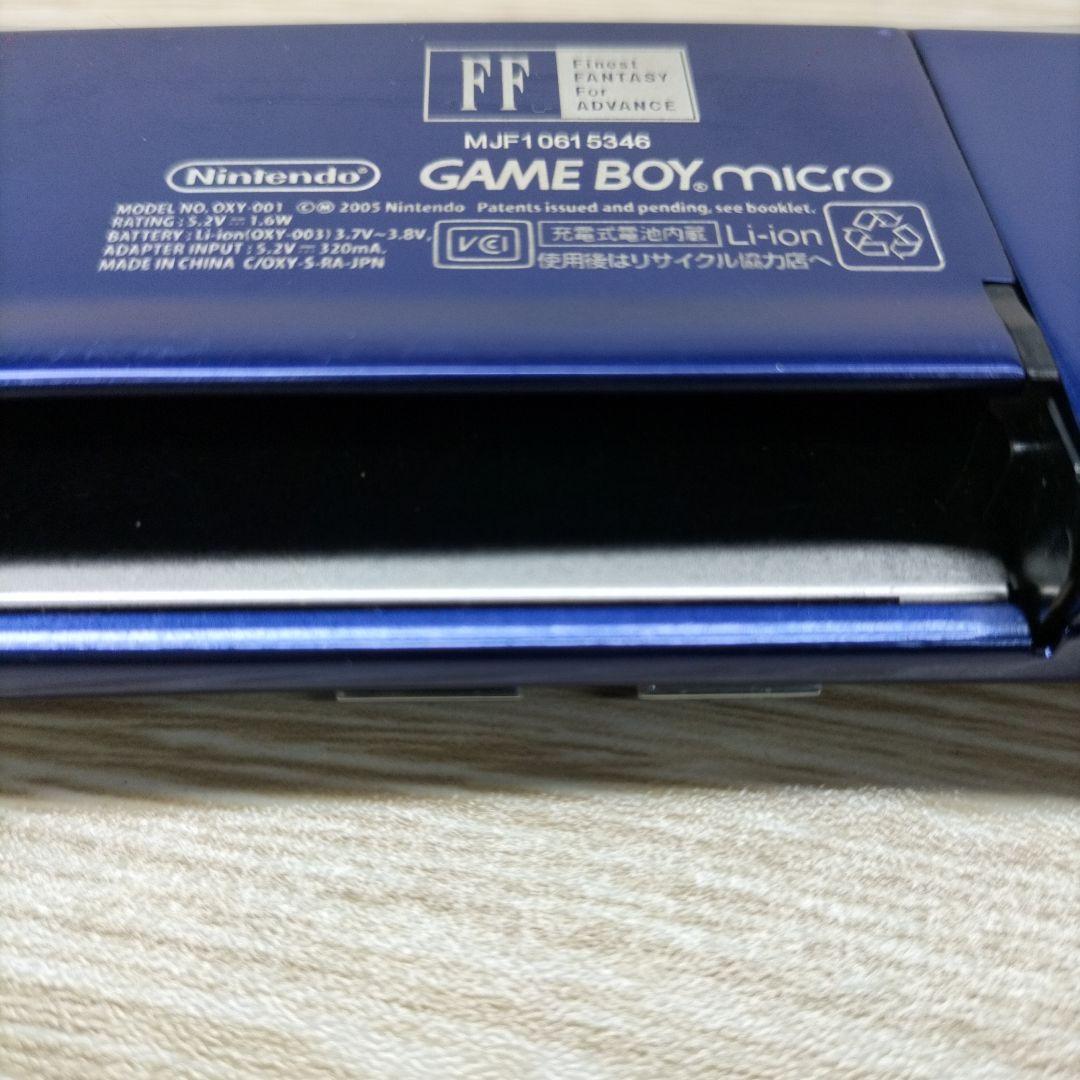 FF
Finest
FANTASY
For
ADVANCE
MJF10615346
Nintendo® GAME BOY® micro
MODEL NO. OXY-001 ©Ⓜ 2005 Nintendo Patents issued and pending, see booklet.
RATING : 5.2V ⎓ 1.6W
BATTERY : Li-ion(OXY-003) 3.7V~3.8V,
ADAPTER INPUT : 5.2V ⎓ 320mA,
MADE IN CHINA C/OXY-S-RA-JPN
VCI
充電式電池内蔵 Li-ion
使用後はリサイクル協力店へ